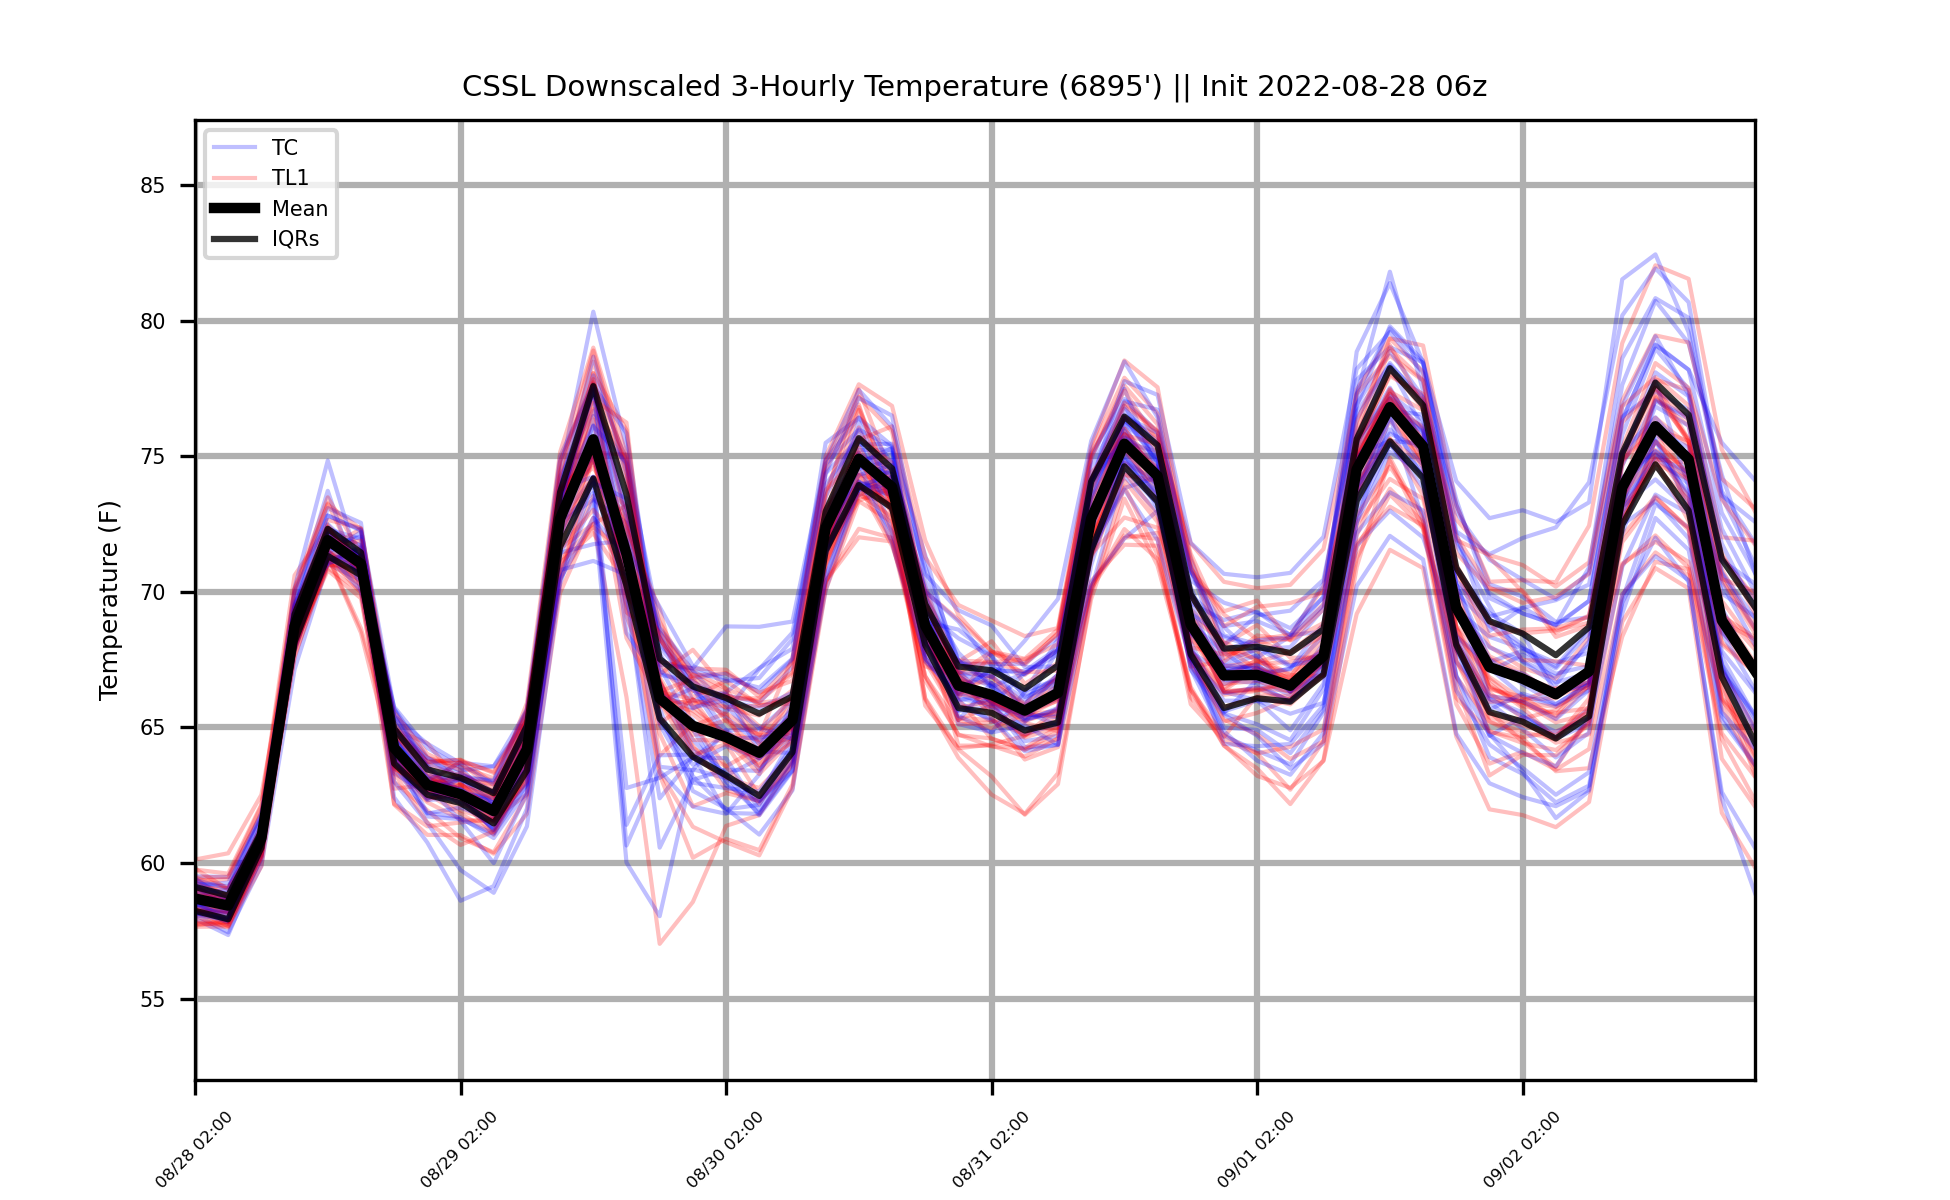 CSSL Downscaled 3-Hourly Temperature (6895') || Init 2022-08-28 06z
TC
TL1
Mean
IQRs
85
80
75
70
65
60
55
Temperature (F)
08/28 02:00
08/29 02:00
08/30 02:00
08/31 02:00
09/01 02:00
09/02 02:00